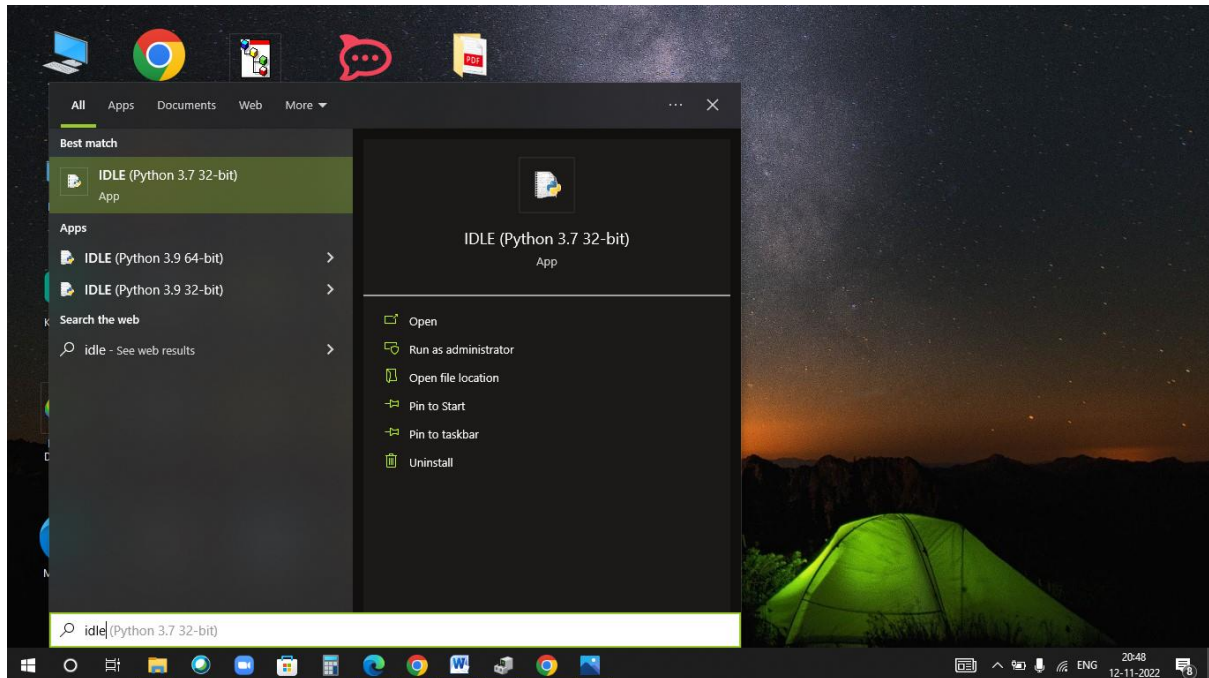 PDF
All Apps Documents Web More
Best match
IDLE (Python 3.7 32-bit)
App
Apps
IDLE (Python 3.9 64-bit)
IDLE (Python 3.9 32-bit)
Search the web
idle - See web results
IDLE (Python 3.7 32-bit)
App
Open
Run as administrator
Open file location
Pin to Start
Pin to taskbar
Uninstall
idle (Python 3.7 32-bit)
W
ENG
20:48
12-11-2022
8